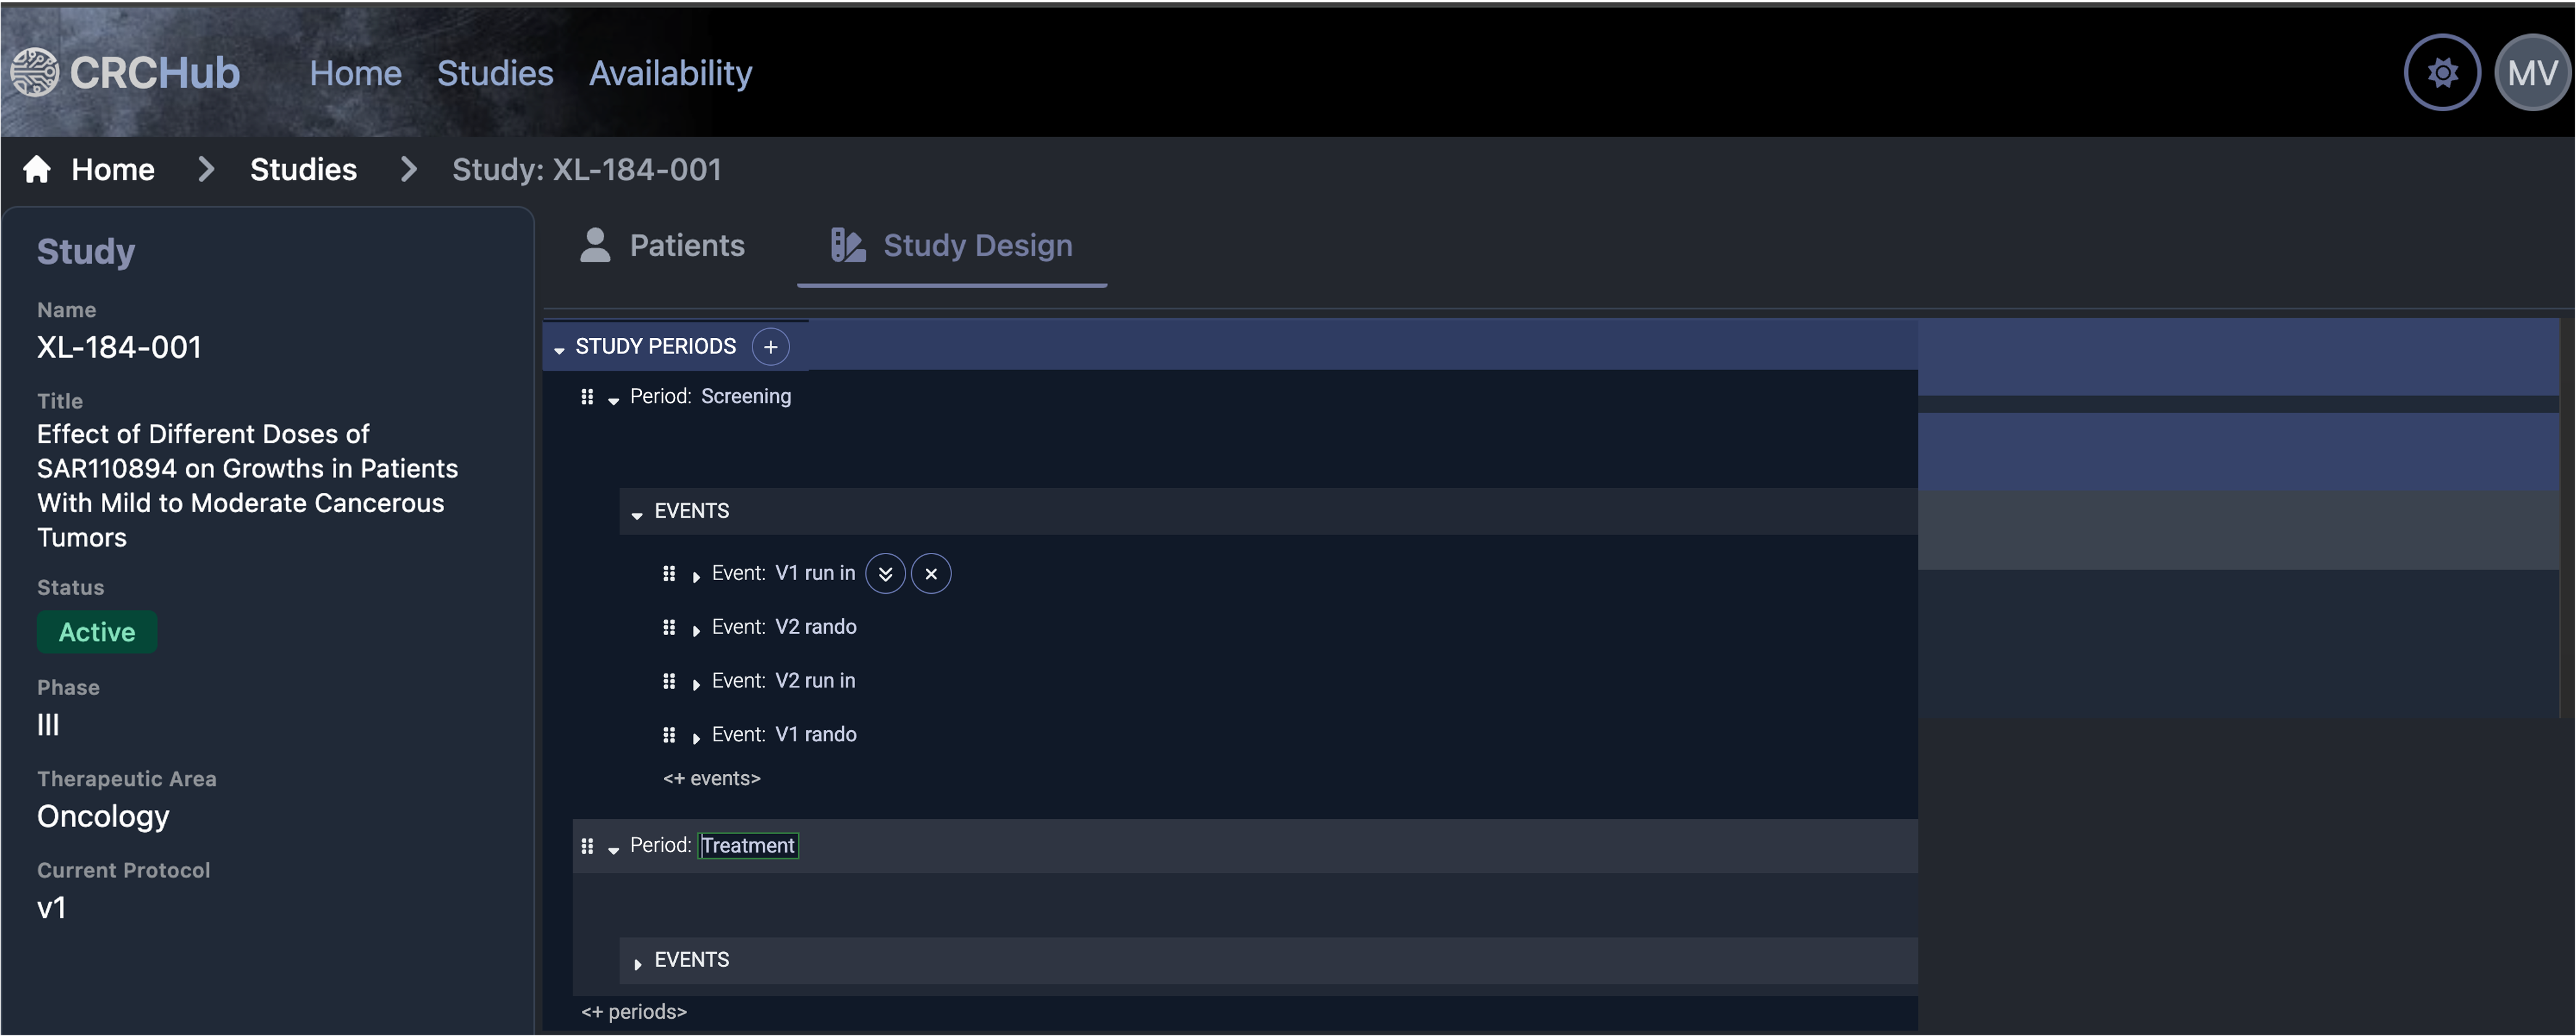 CRCHub Home Studies Availability MV
Home Studies Study: XL-184-001
Study
Name
XL-184-001
Title
Effect of Different Doses of
SAR110894 on Growths in Patients
With Mild to Moderate Cancerous
Tumors
Status
Active
Phase
III
Therapeutic Area
Oncology
Current Protocol
v1
Patients Study Design
STUDY PERIODS +
Period: Screening
EVENTS
Event: V1 run in
Event: V2 rando
Event: V2 run in
Event: V1 rando
<+ events>
Period: Treatment
EVENTS
<+ periods>